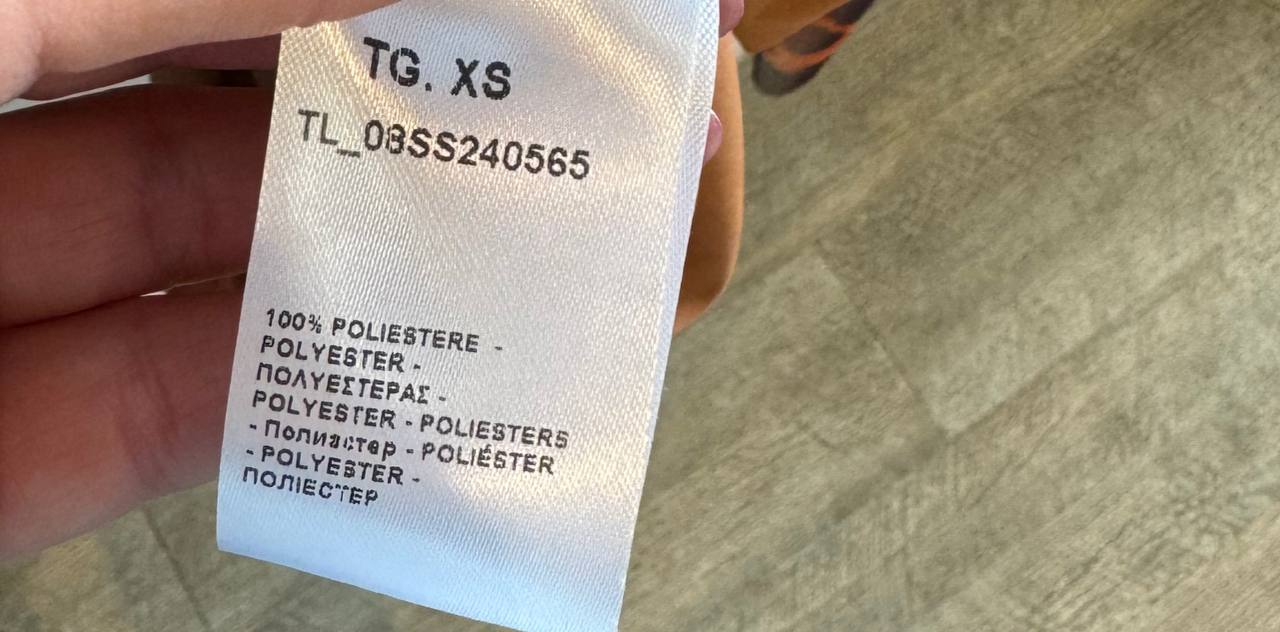 TG. XS
TL_08SS240565
100% POLIESTERE -
POLYESTER -
ΠΟΛΥΕΣΤΕΡΑΣ -
POLYESTER - POLIESTERS
- Полиэстер - POLIÉSTER
- POLYESTER -
ПОЛІЕСТЕР